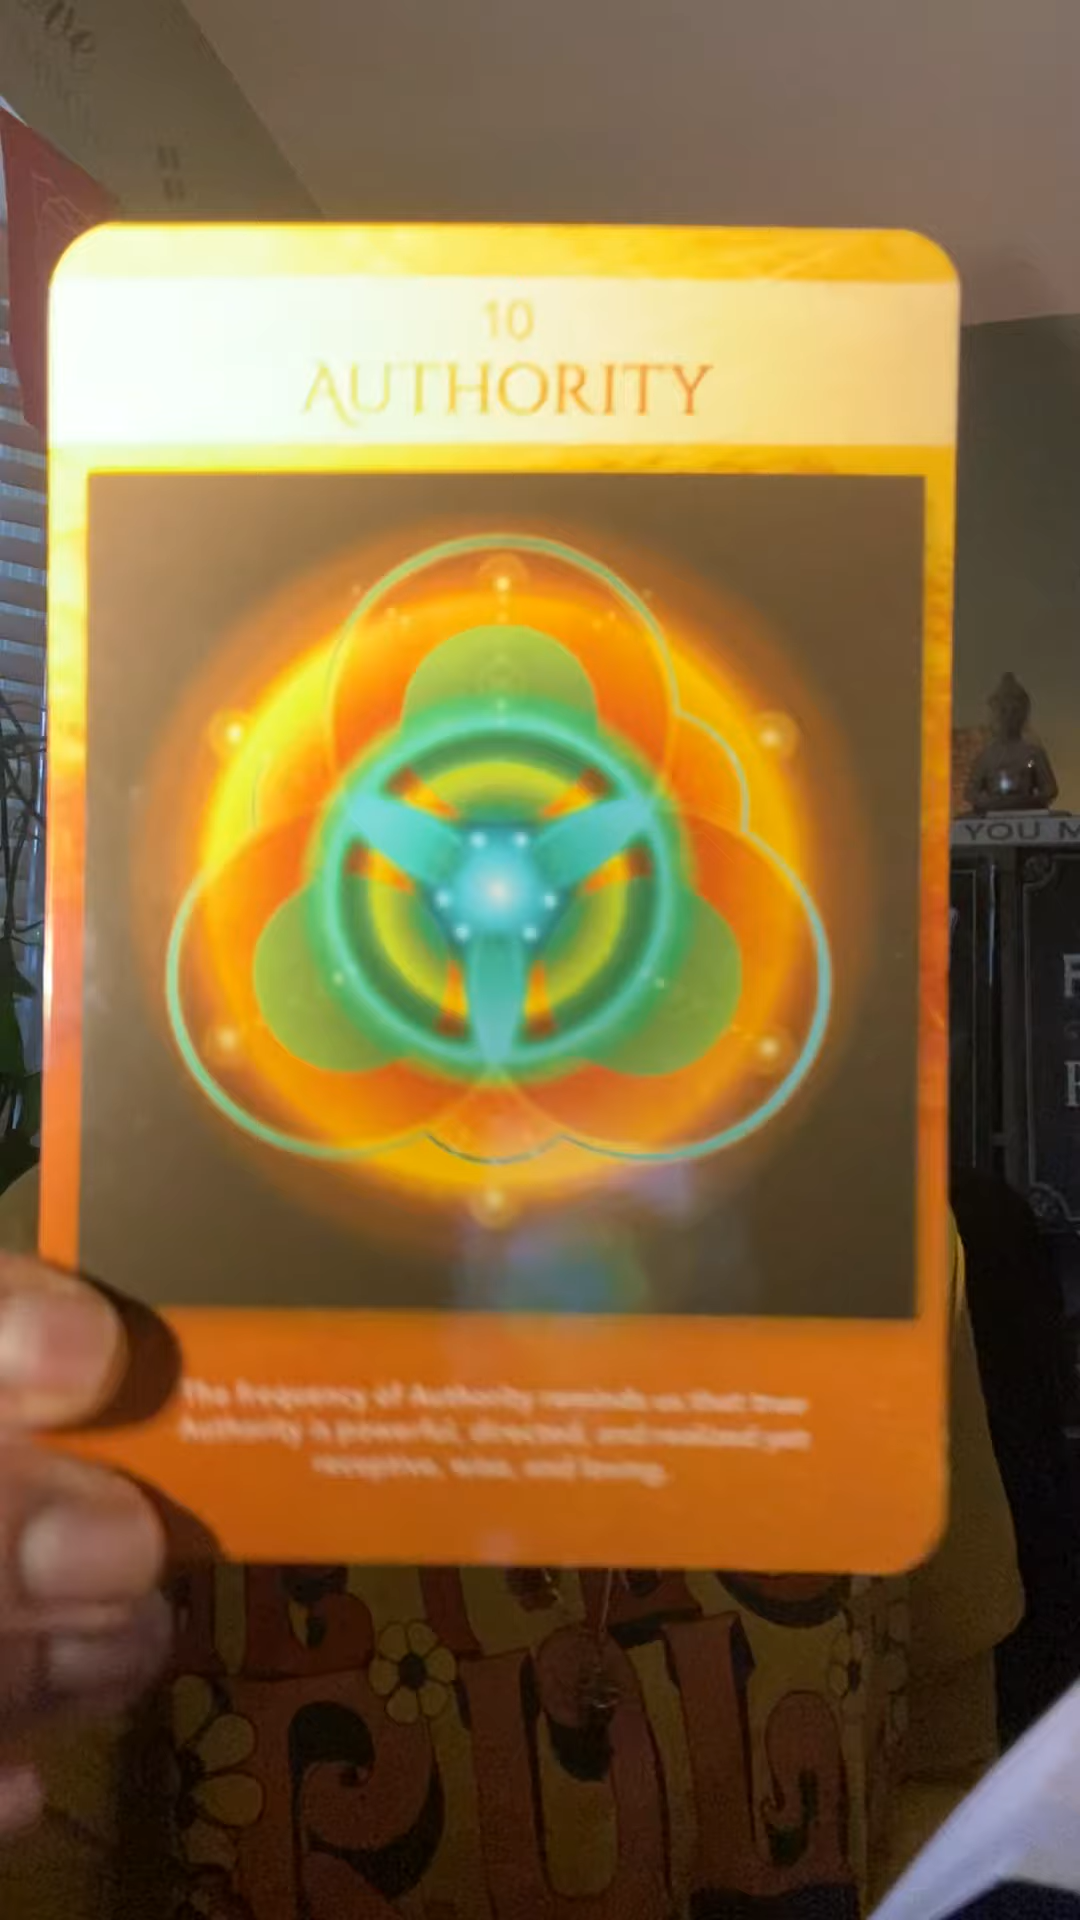 10
AUTHORITY
YOU M
The frequency of Authority reminds us that true
Authority is powerful, directed, and realized yet
receptive, wise, and loving.